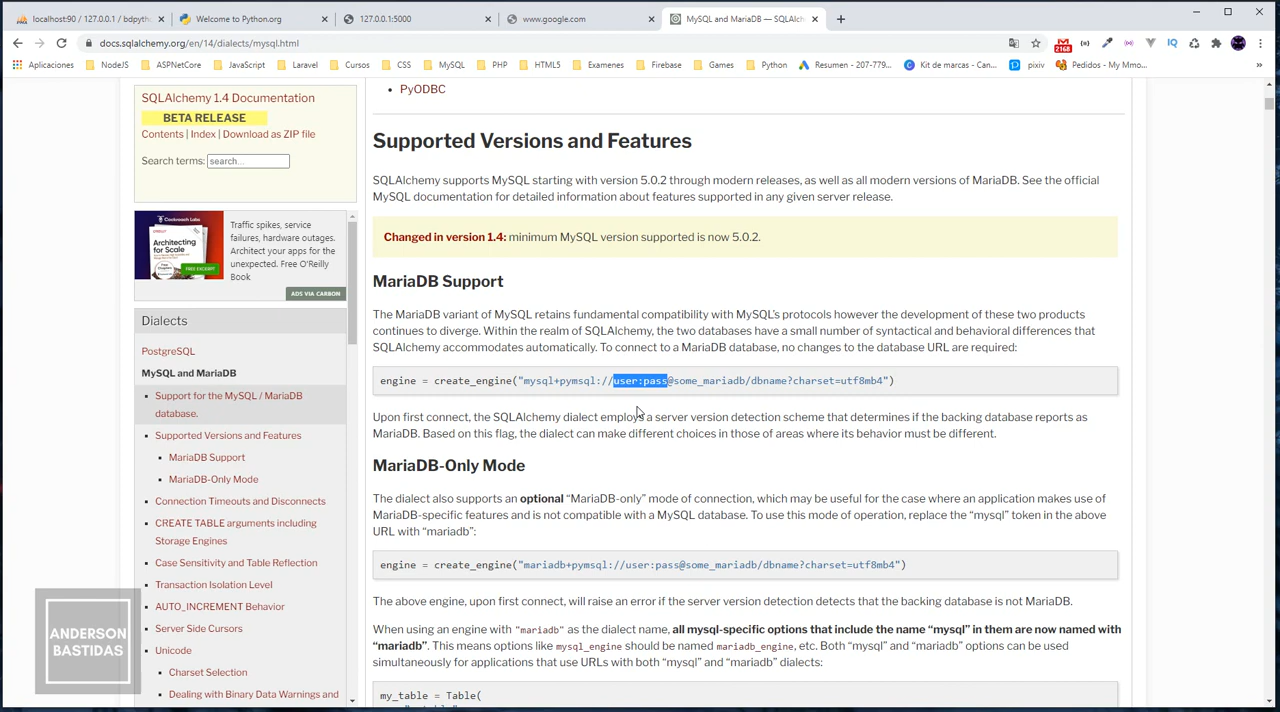 localhost:90 / 127.0.0.1 / bdpyth
Welcome to Python.org
127.0.0.1:5000
www.google.com
MySQL and MariaDB — SQLAlch
docs.sqlalchemy.org/en/14/dialects/mysql.html
2168
IQ
Aplicaciones
NodeJS
ASPNetCore
JavaScript
Laravel
Cursos
CSS
MySQL
PHP
HTML5
Examenes
Firebase
Games
Python
Resumen - 207-779...
Kit de marcas - Can...
pixiv
Pedidos - My Mmo...
SQLAlchemy 1.4 Documentation
BETA RELEASE
Contents | Index | Download as ZIP file
Search terms: search...
Cockroach Labs
O'REILLY
Architecting
for Scale
FREE EXCERPT
Traffic spikes, service
failures, hardware outages.
Architect your apps for the
unexpected. Free O'Reilly
Book
ADS VIA CARBON
Dialects
PostgreSQL
MySQL and MariaDB
Support for the MySQL / MariaDB
database.
Supported Versions and Features
• MariaDB Support
• MariaDB-Only Mode
Connection Timeouts and Disconnects
CREATE TABLE arguments including
Storage Engines
Case Sensitivity and Table Reflection
Transaction Isolation Level
AUTO_INCREMENT Behavior
Server Side Cursors
Unicode
• Charset Selection
• Dealing with Binary Data Warnings and
• PyODBC
Supported Versions and Features
SQLAlchemy supports MySQL starting with version 5.0.2 through modern releases, as well as all modern versions of MariaDB. See the official
MySQL documentation for detailed information about features supported in any given server release.
Changed in version 1.4: minimum MySQL version supported is now 5.0.2.
MariaDB Support
The MariaDB variant of MySQL retains fundamental compatibility with MySQL's protocols however the development of these two products
continues to diverge. Within the realm of SQLAlchemy, the two databases have a small number of syntactical and behavioral differences that
SQLAlchemy accommodates automatically. To connect to a MariaDB database, no changes to the database URL are required:
engine = create_engine("mysql+pymysql://user:pass@some_mariadb/dbname?charset=utf8mb4")
Upon first connect, the SQLAlchemy dialect employs a server version detection scheme that determines if the backing database reports as
MariaDB. Based on this flag, the dialect can make different choices in those of areas where its behavior must be different.
MariaDB-Only Mode
The dialect also supports an optional “MariaDB-only” mode of connection, which may be useful for the case where an application makes use of
MariaDB-specific features and is not compatible with a MySQL database. To use this mode of operation, replace the “mysql” token in the above
URL with “mariadb”:
engine = create_engine("mariadb+pymysql://user:pass@some_mariadb/dbname?charset=utf8mb4")
The above engine, upon first connect, will raise an error if the server version detection detects that the backing database is not MariaDB.
When using an engine with "mariadb" as the dialect name, all mysql-specific options that include the name “mysql” in them are now named with
“mariadb”. This means options like mysql_engine should be named mariadb_engine, etc. Both “mysql” and “mariadb” options can be used
simultaneously for applications that use URLs with both “mysql” and “mariadb” dialects:
my_table = Table(
ANDERSON
BASTIDAS